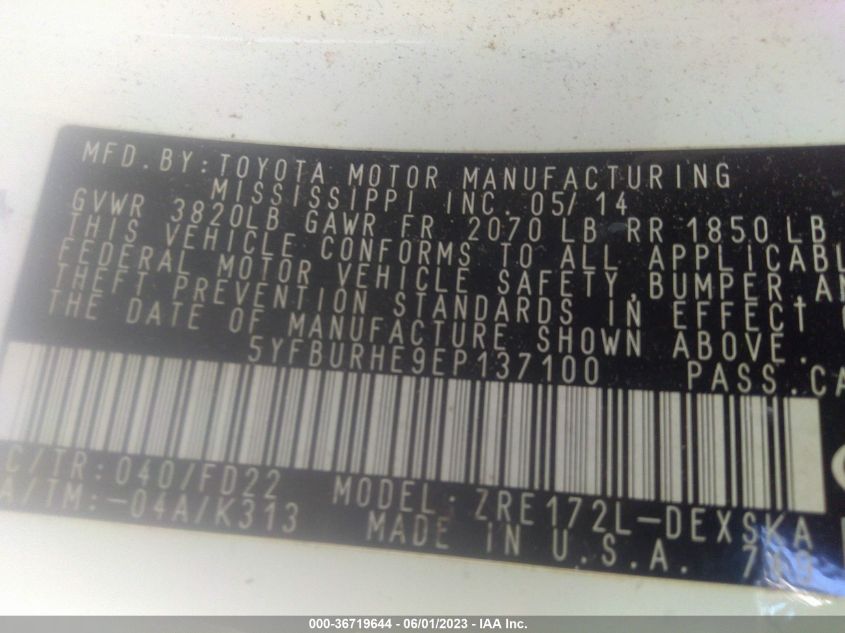 MFD.BY:TOYOTA MOTOR MANUFACTURING
MISSISSIPPI INC. 05/14
GVWR 3820LB GAWR FR 2070 LB RR 1850 LB
THIS VEHICLE CONFORMS TO ALL APPLICABL
FEDERAL MOTOR VEHICLE SAFETY,BUMPER,AN
THEFT PREVENTION STANDARDS IN EFFECT
THE DATE OF MANUFACTURE SHOWN ABOVE.
5YFBURHE9EP137100 PASS.CA
C/TR:040/FD22 MODEL:ZRE172L-DEXSKA
A/TM:-04A/K313 MADE IN U.S.A.
000-36719644 - 06/01/2023 - IAA Inc.